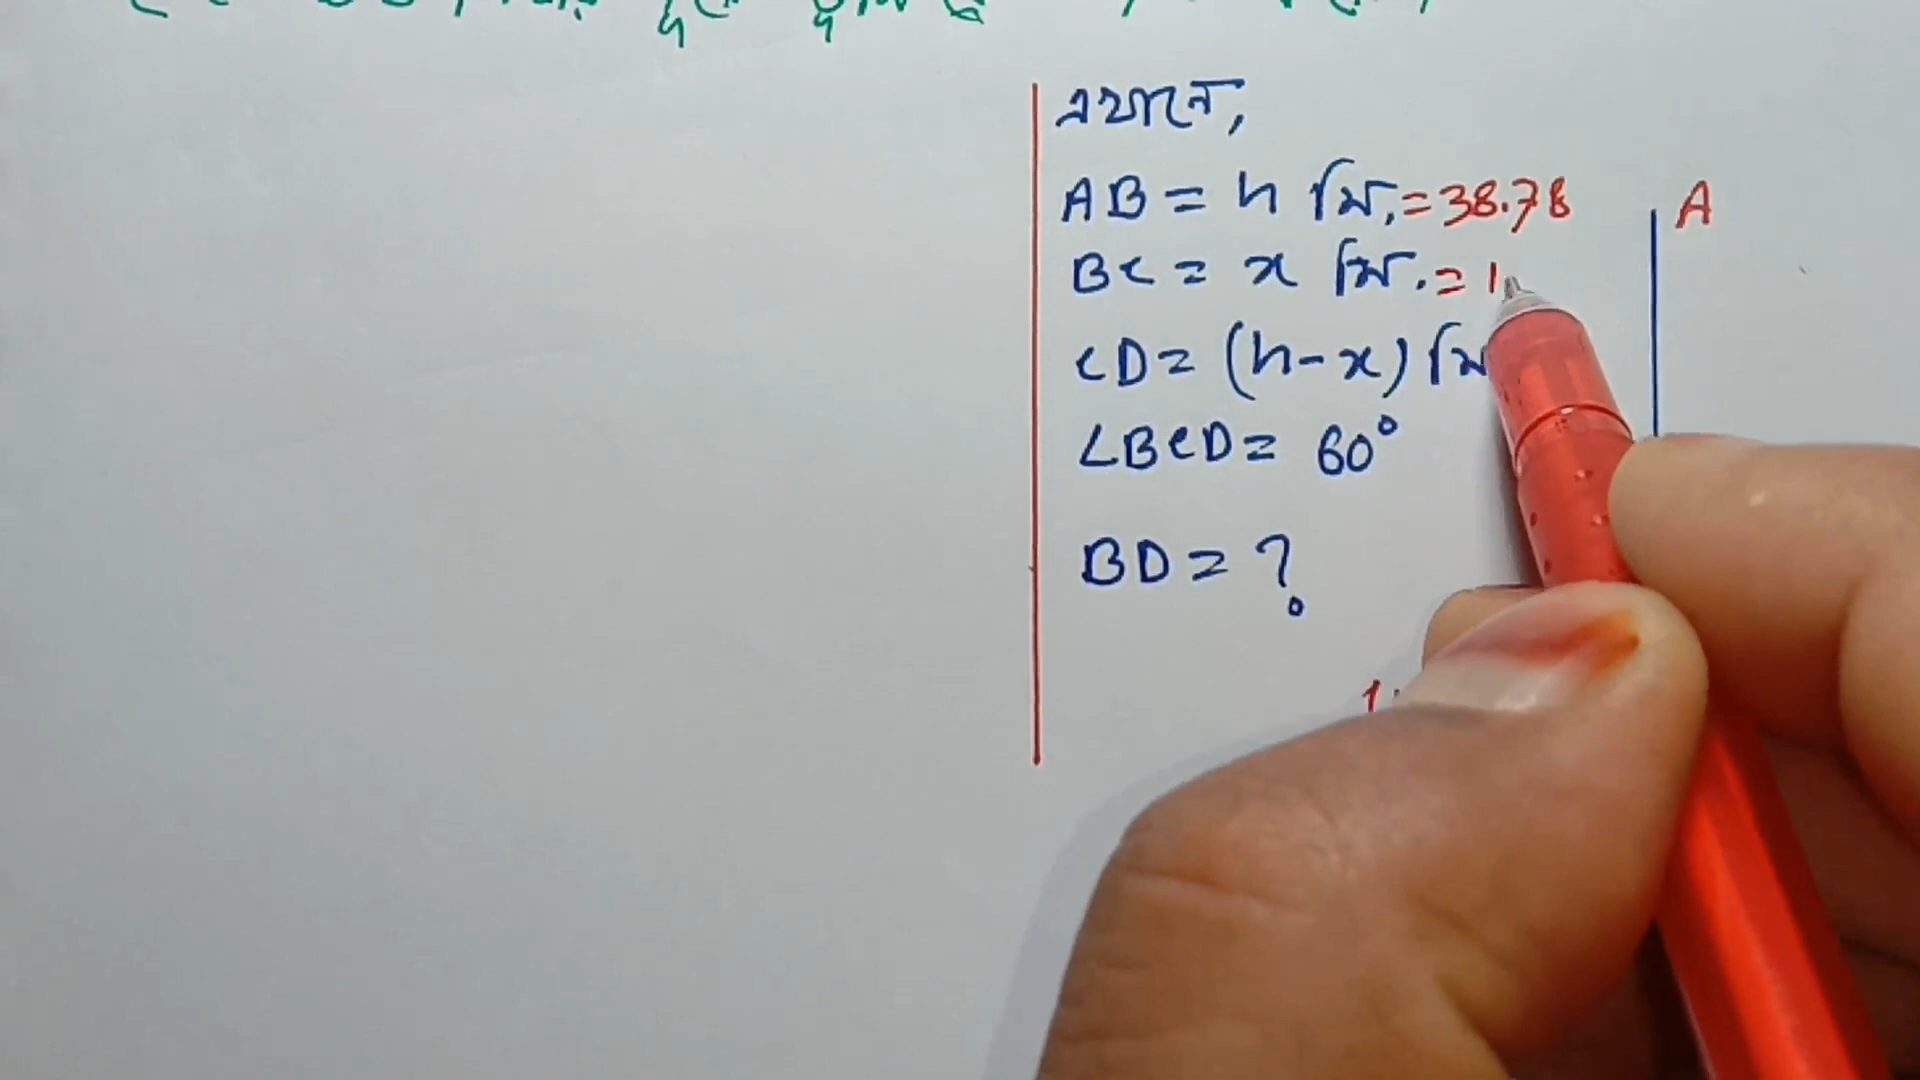 এখানে,
AB = h মি. = 38.78
BC = x মি. = 1
CD = (h-x) মি
∠BCD = 60°
BD = ?
A